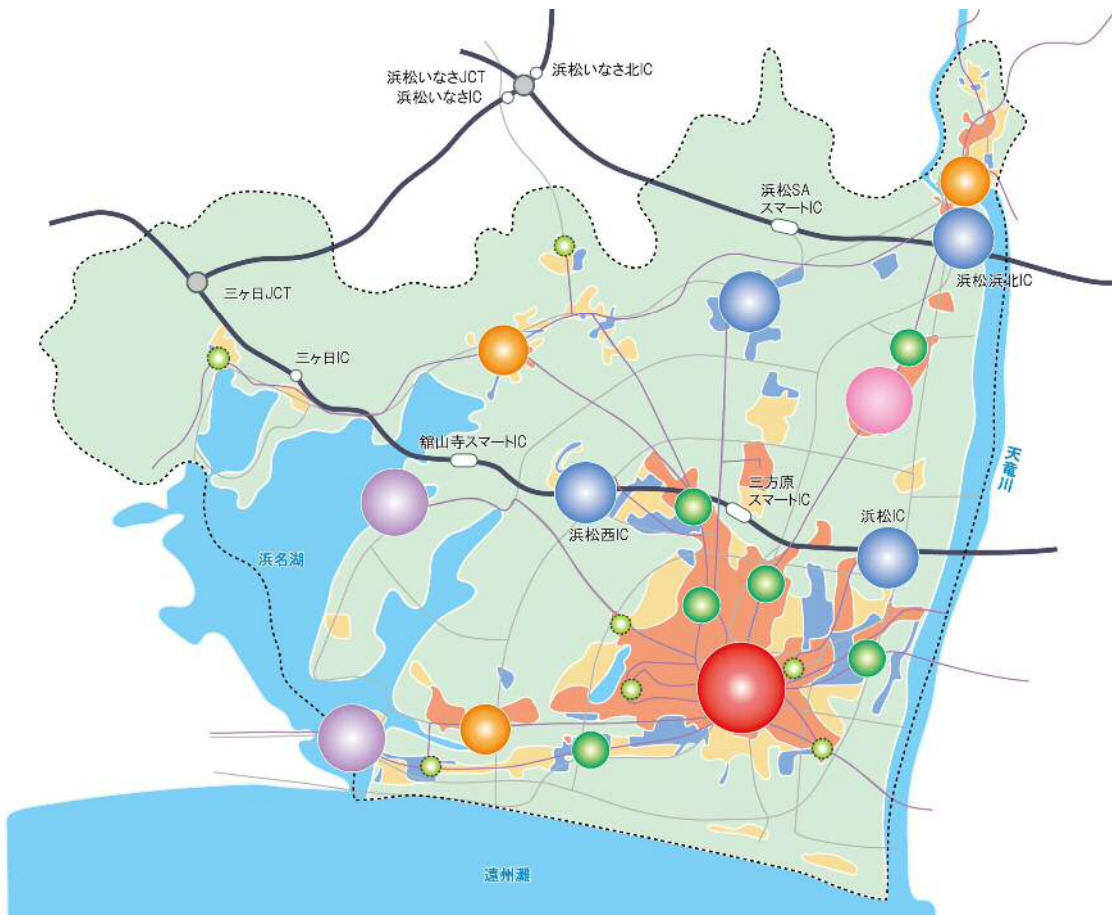 浜松いなさJCT
浜松いなさIC
浜松いなさ北IC
浜松SA
スマートIC
浜松浜北IC
三ヶ日JCT
三ヶ日IC
舘山寺スマートIC
三方原
スマートIC
浜松西IC
浜松IC
天竜川
浜名湖
遠州灘